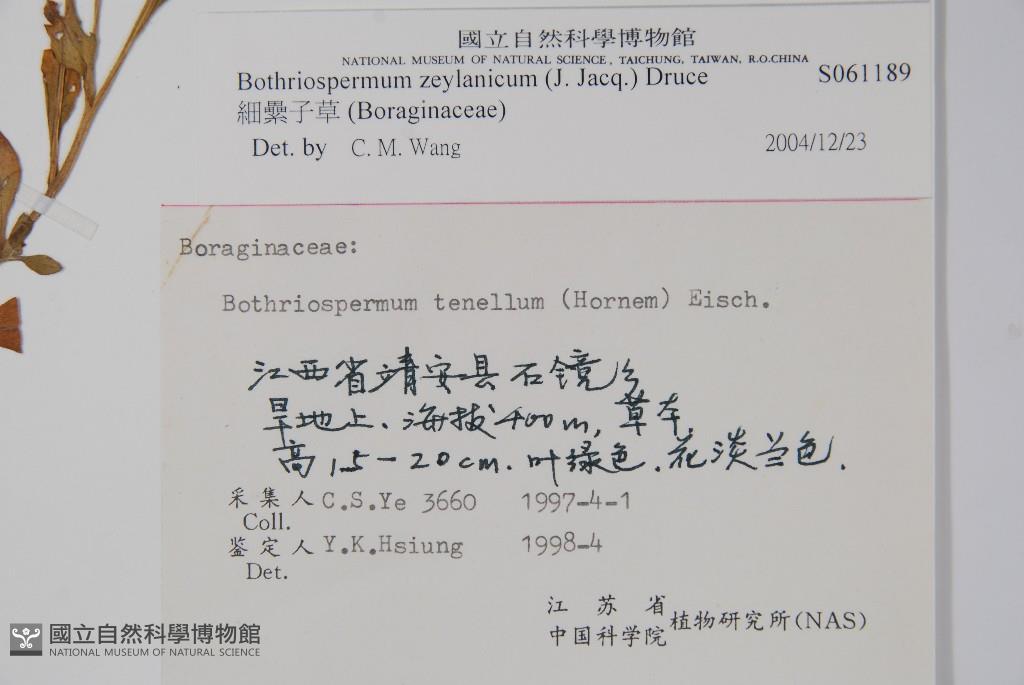 國立自然科學博物館
NATIONAL MUSEUM OF NATURAL SCIENCE, TAICHUNG, TAIWAN, R.O.CHINA
Bothriospermum zeylanicum (J. Jacq.) Druce S061189
細纍子草 (Boraginaceae)
Det. by C. M. Wang 2004/12/23
Boraginaceae:
Bothriospermum tenellum (Hornem) Eisch.
江西省靖安县石镜乡
旱地上、海拔400m, 草本,
高15-20cm. 叶绿色. 花淡兰色.
采集人 C.S.Ye 3660 1997-4-1
Coll.
鉴定人 Y.K.Hsiung 1998-4
Det.
江苏省
中国科学院 植物研究所(NAS)
國立自然科學博物館
NATIONAL MUSEUM OF NATURAL SCIENCE